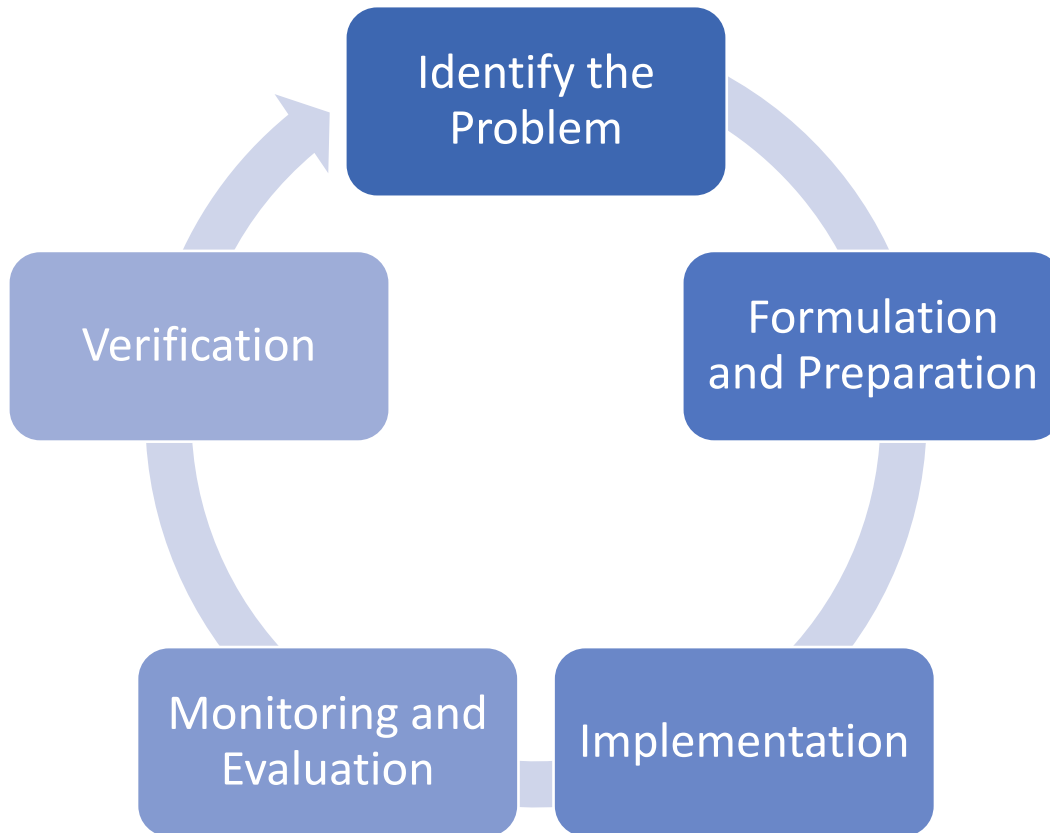 Identify the
Problem
Formulation
and Preparation
Implementation
Monitoring and
Evaluation
Verification